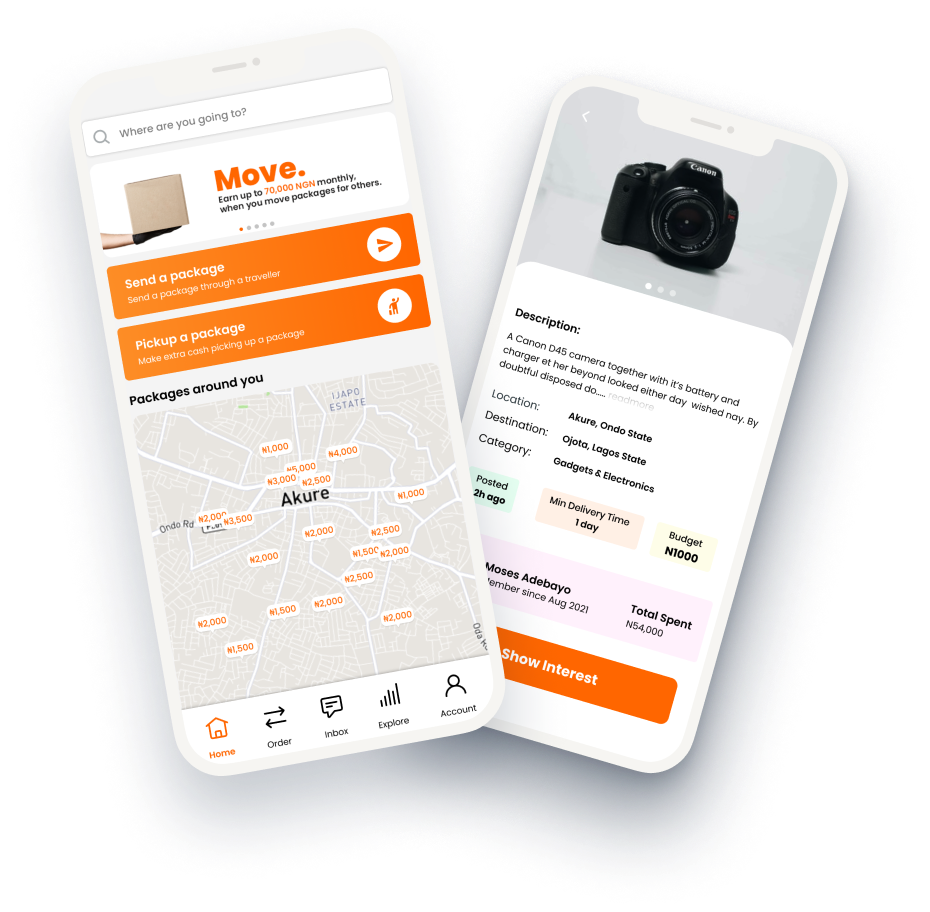 Where are you going to?
Move.
Earn up to 70,000 NGN monthly,
when you move packages for others.
Send a package
Send a package through a traveller
Pickup a package
Make extra cash picking up a package
Packages around you
IJAPO
ESTATE
₦1,000
₦4,000
₦5,000
₦3,000
₦2,500
Akure
₦1,000
Ondo Rd
₦2,000
₦3,500
₦2,000
₦2,500
₦2,000
₦1,500
₦2,000
₦2,500
₦1,500
₦2,000
₦2,000
₦2,000
₦1,500
Home
Order
Inbox
Explore
Account
Canon
Description:
A Canon D45 camera together with it's battery and
charger et her beyond looked either day wished nay. By
doubtful disposed do.... readmore
Location:
Akure, Ondo State
Destination:
Ojota, Lagos State
Category:
Gadgets & Electronics
Posted
2h ago
Min Delivery Time
1 day
Budget
N1000
Moses Adebayo
ember since Aug 2021
Total Spent
N54,000
Show Interest